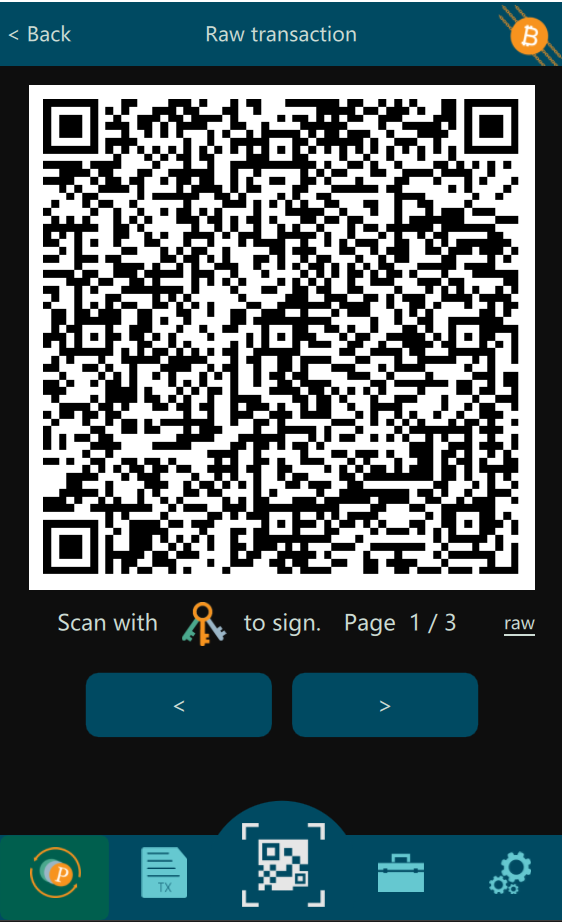 < Back
Raw transaction
Scan with to sign. Page 1 / 3
raw
<
>
P
TX